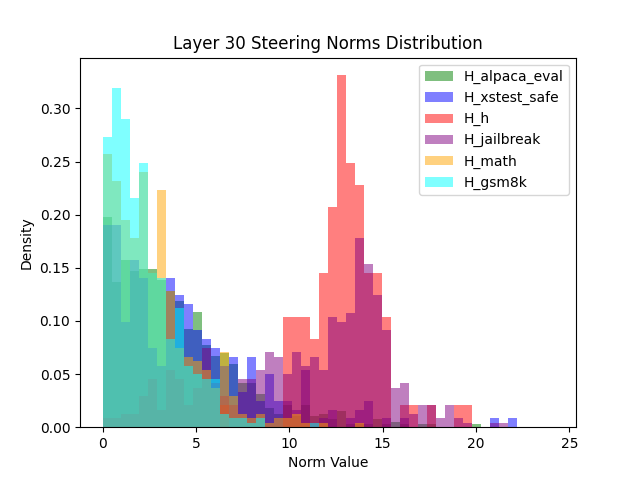 Layer 30 Steering Norms Distribution
H_alpaca_eval
H_xstest_safe
H_h
H_jailbreak
H_math
H_gsm8k
0.30
0.25
0.20
0.15
0.10
0.05
0.00
Density
0 5 10 15 20 25
Norm Value